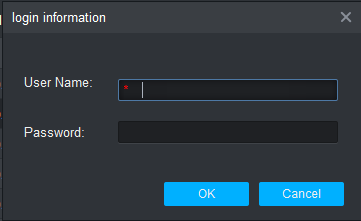 login information
User Name:
*
Password:
OK
Cancel